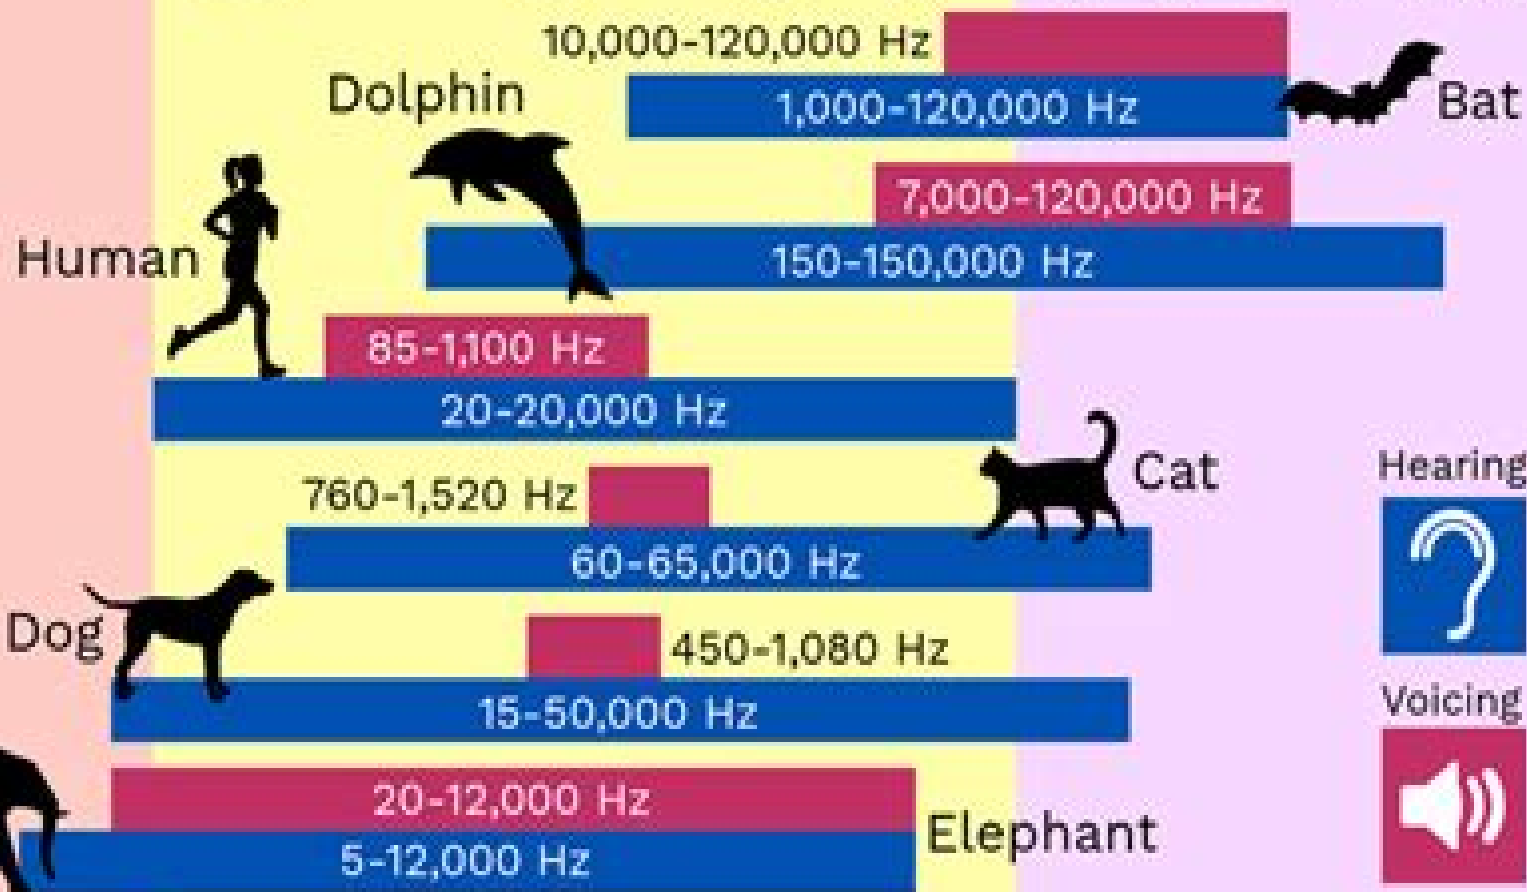 10,000-120,000 Hz
Dolphin
1,000-120,000 Hz
Bat
7,000-120,000 Hz
Human
150-150,000 Hz
85-1,100 Hz
20-20,000 Hz
Cat
Hearing
760-1,520 Hz
60-65,000 Hz
Dog
450-1,080 Hz
15-50,000 Hz
Voicing
20-12,000 Hz
Elephant
5-12,000 Hz